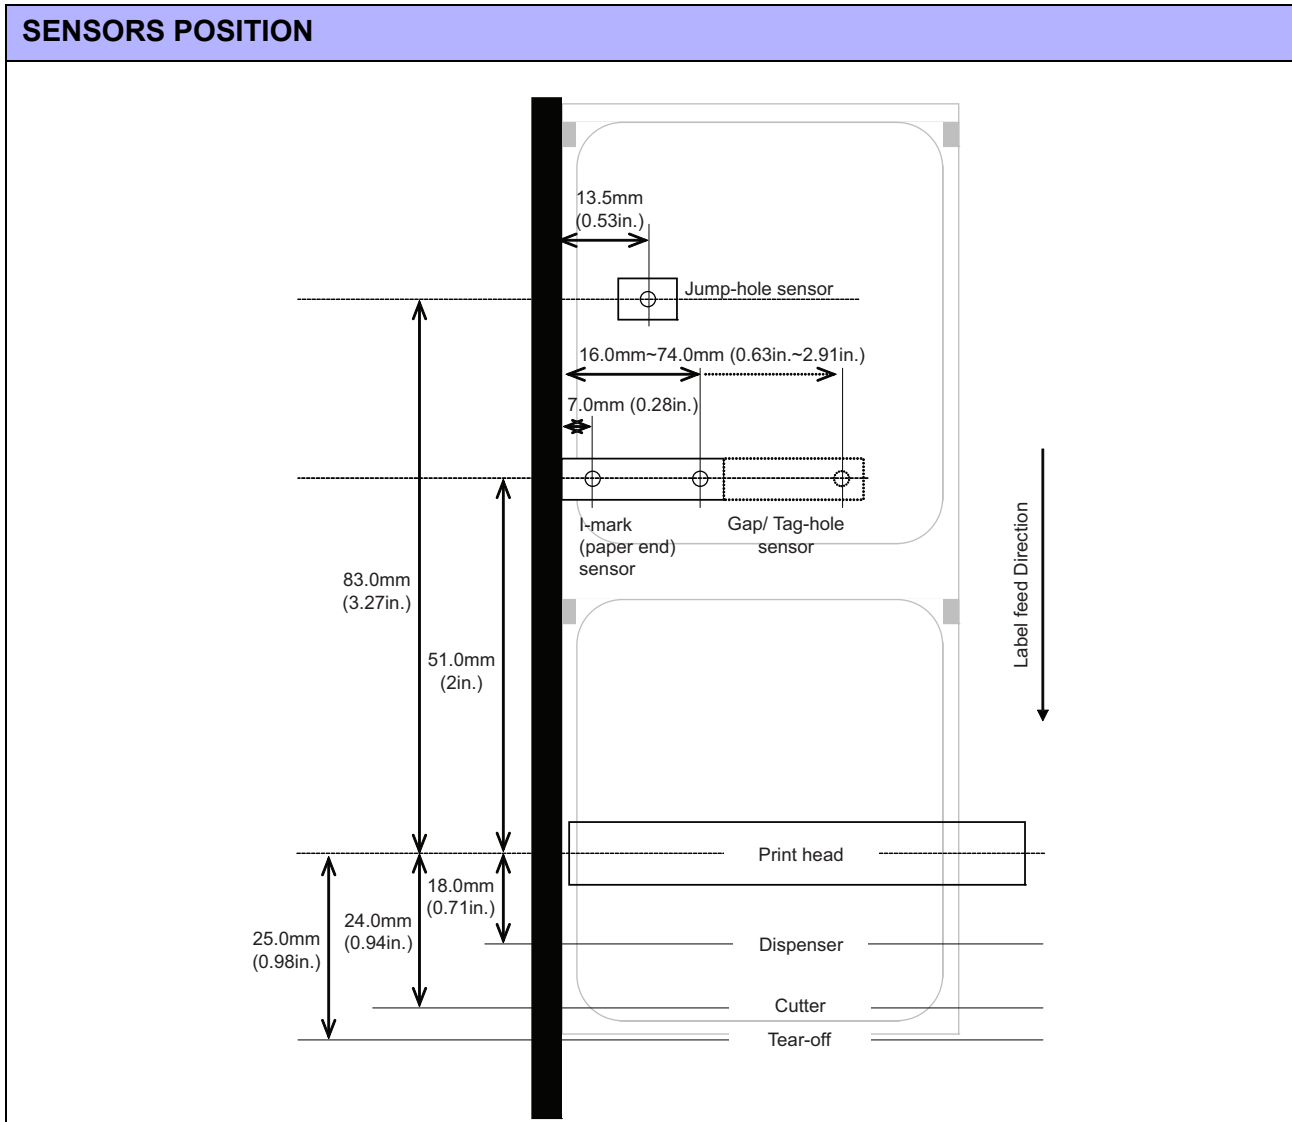 SENSORS POSITION
13.5mm
(0.53in.)
Jump-hole sensor
16.0mm~74.0mm (0.63in.~2.91in.)
7.0mm (0.28in.)
I-mark
(paper end)
sensor
Gap/ Tag-hole
sensor
Label feed Direction
83.0mm
(3.27in.)
51.0mm
(2in.)
Print head
18.0mm
(0.71in.)
24.0mm
(0.94in.)
25.0mm
(0.98in.)
Dispenser
Cutter
Tear-off